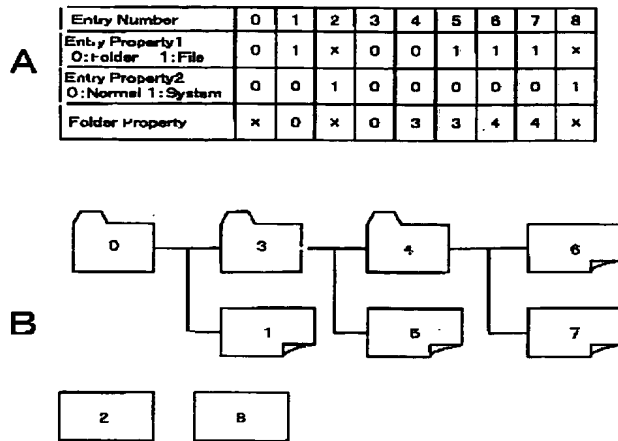 A
Entry Number 0 1 2 3 4 5 6 7 8
Entry Property1
0:Folder 1:File 0 1 × 0 0 1 1 1 ×
Entry Property2
0:Normal 1:System 0 0 1 0 0 0 0 0 1
Folder Property × 0 × 0 3 3 4 4 ×
B
0 3 4 6
1 5 7
2 8